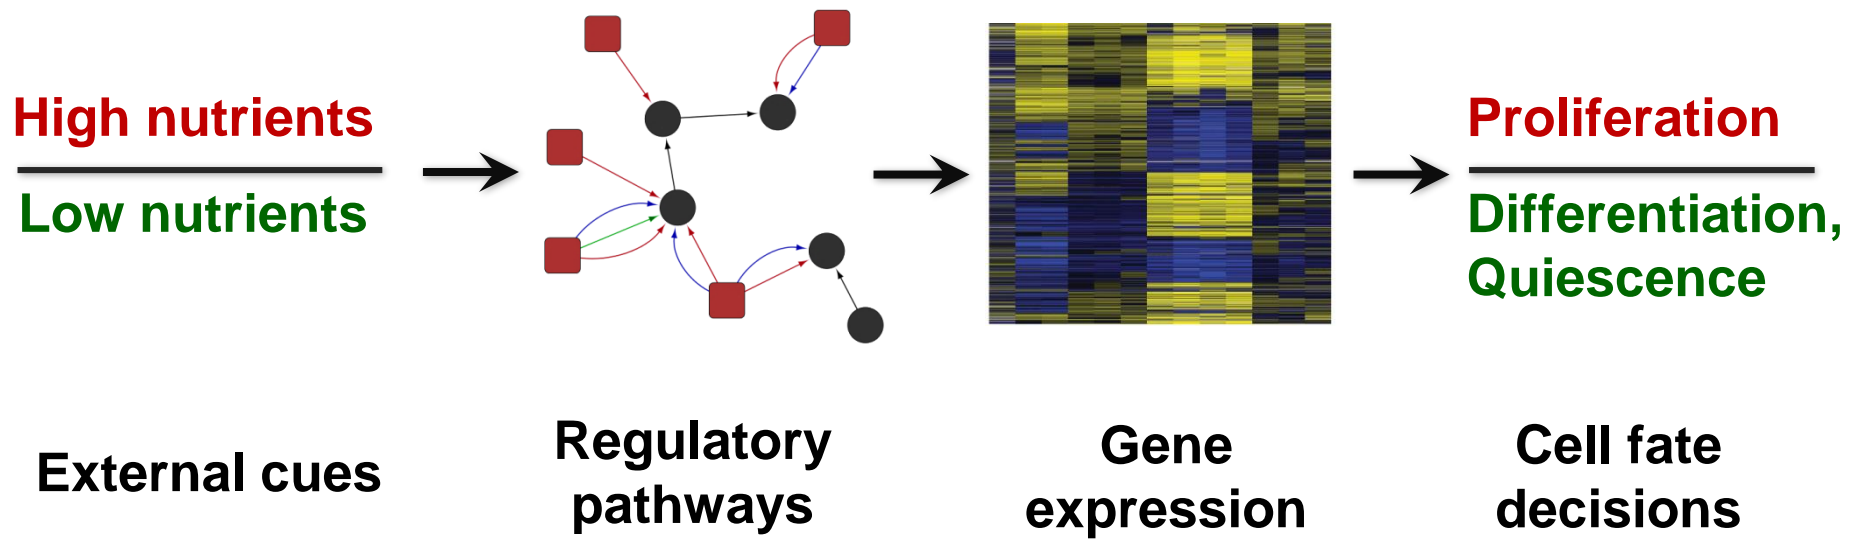 High nutrients
Low nutrients
Proliferation
Differentiation,
Quiescence
External cues
Regulatory
pathways
Gene
expression
Cell fate
decisions